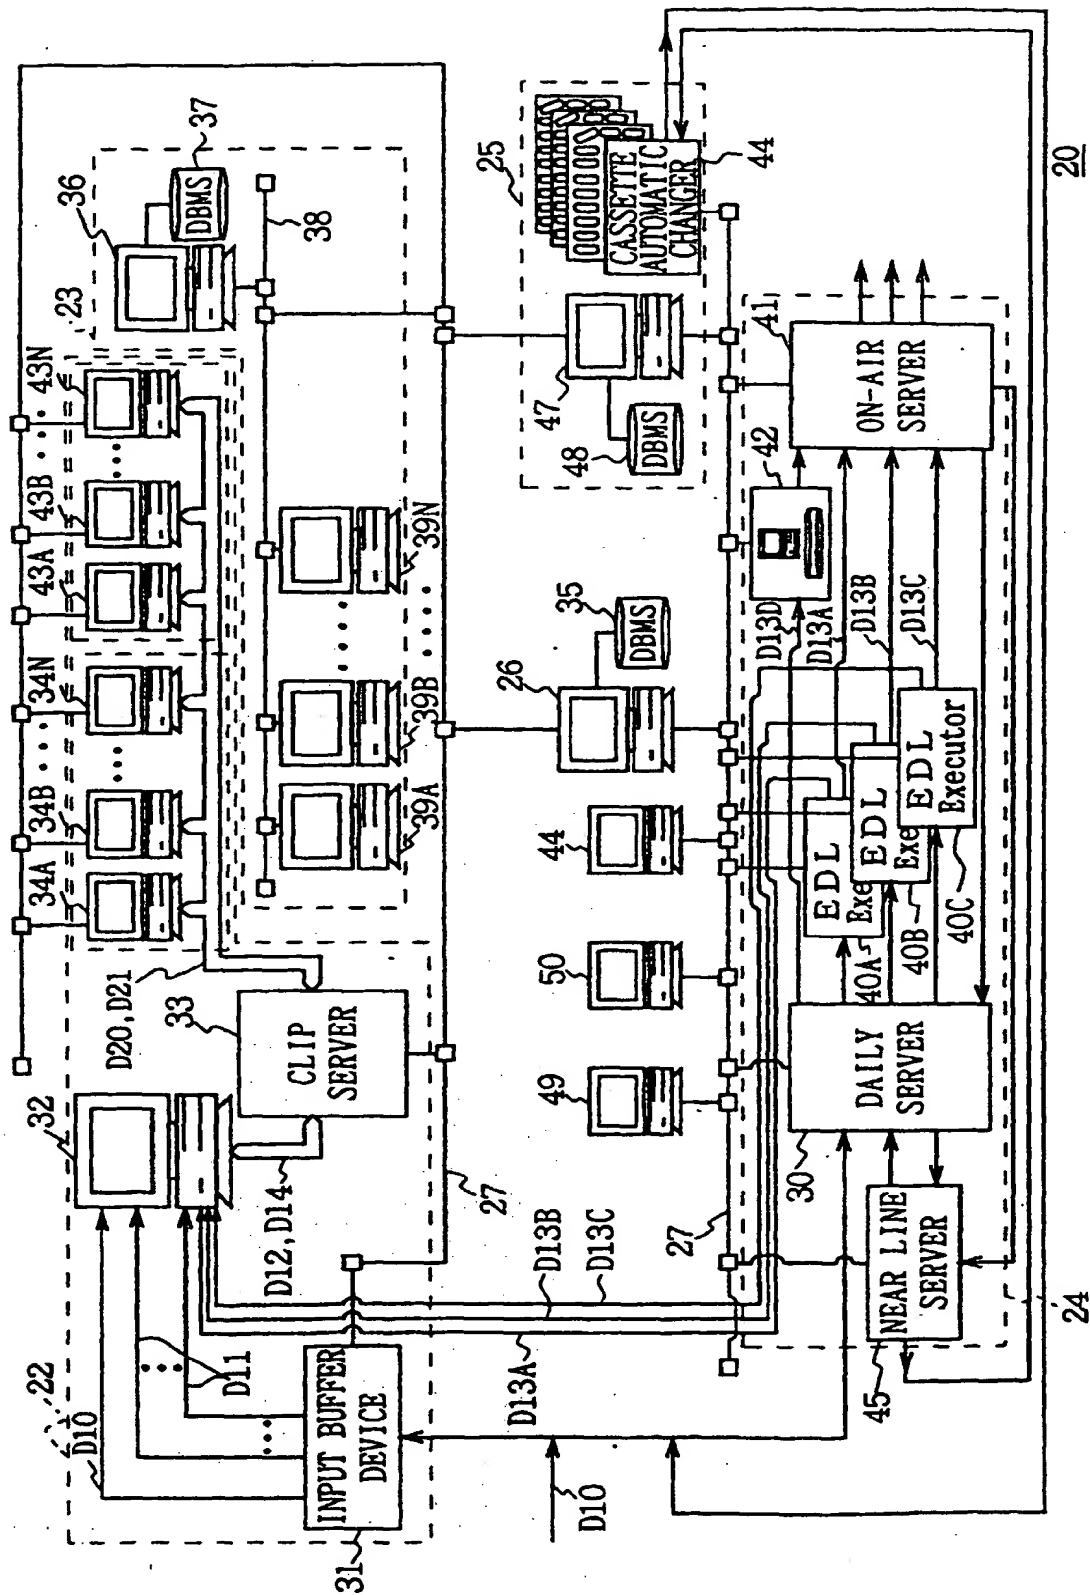 20
22
D10
D11
32
D20, D21
33
CLIP
SERVER
D12, D14
INPUT BUFFER
DEVICE
31
27
34A
34B
34N
43A
43B
43N
23
36
DBMS
37
38
39A
39B
39N
D13A
D13B
D13C
D10
49
50
44
26
DBMS
35
27
25
47
48
DBMS
CASSETTE
AUTOMATIC
CHANGER
44
45
NEAR LINE
SERVER
30
DAILY
SERVER
EDL
Exe
40A
EDL
Exe
40B
EDL
Executor
40C
D13D
D13A
D13B
D13C
42
41
ON-AIR
SERVER
24